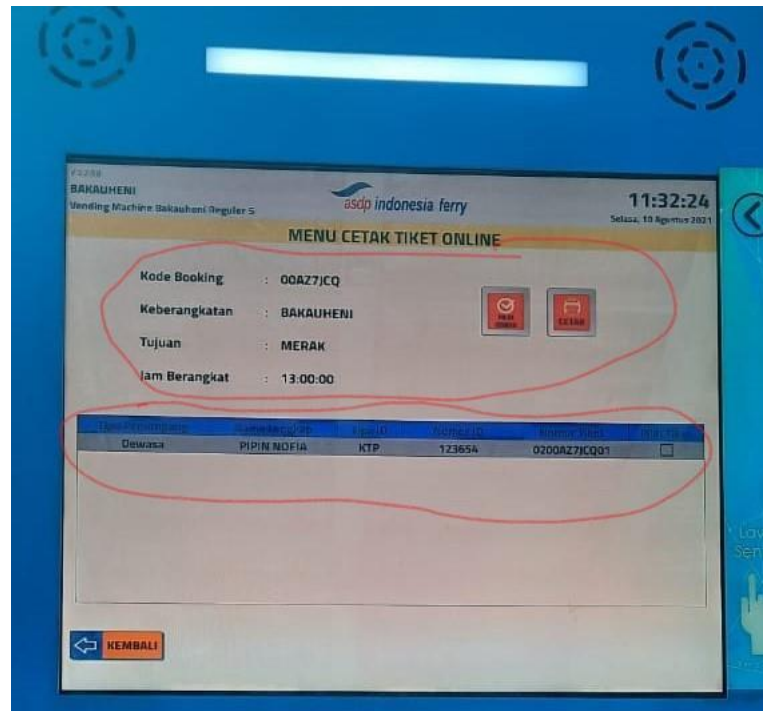 BAKAUHENI
Vending Machine Bakauheni Reguler 5
asdp indonesia ferry
11:32:24
Selasa, 10 Agustus 2021
MENU CETAK TIKET ONLINE
Kode Booking : 00AZ7JCQ
Keberangkatan : BAKAUHENI
Tujuan : MERAK
Jam Berangkat : 13:00:00
CETAK
Dewasa PIPIN NOFIA KTP 123654 0200AZ7JCQ01
KEMBALI